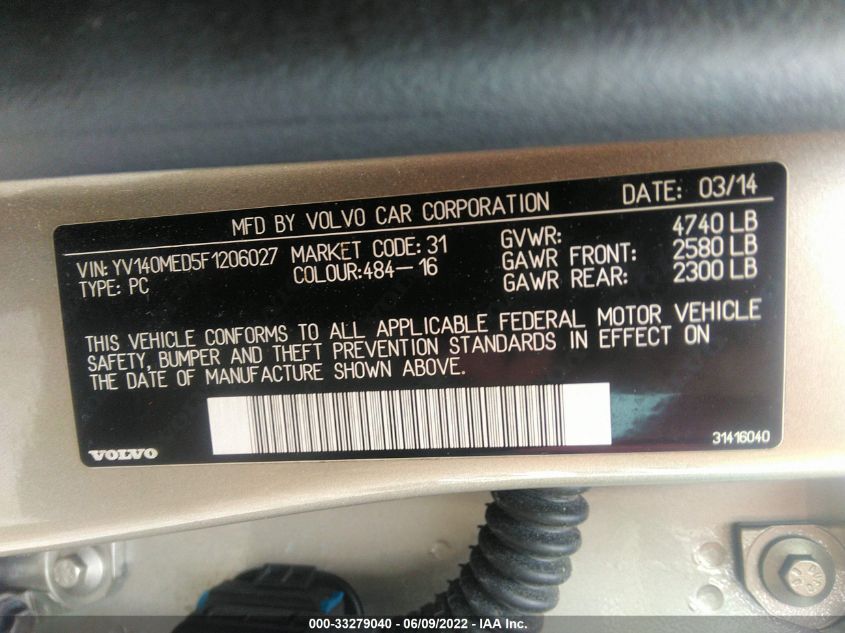 MFD BY VOLVO CAR CORPORATION DATE: 03/14
VIN: YV140MED5F1206027 MARKET CODE: 31 GVWR: 4740 LB
TYPE: PC COLOUR:484-16 GAWR FRONT: 2580 LB
GAWR REAR: 2300 LB
THIS VEHICLE CONFORMS TO ALL APPLICABLE FEDERAL MOTOR VEHICLE
SAFETY, BUMPER AND THEFT PREVENTION STANDARDS IN EFFECT ON
THE DATE OF MANUFACTURE SHOWN ABOVE.
VOLVO 31416040
000-33279040 - 06/09/2022 - IAA Inc.